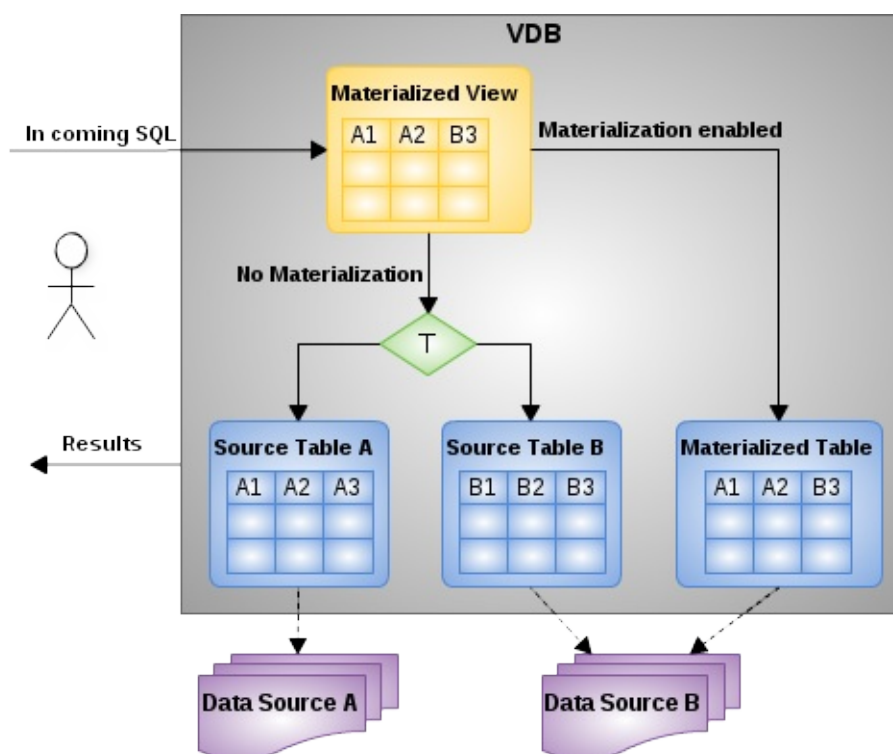 VDB
Materialized View
A1 A2 B3
In coming SQL
Materialization enabled
No Materialization
T
Results
Source Table A
A1 A2 A3
Source Table B
B1 B2 B3
Materialized Table
A1 A2 B3
Data Source A
Data Source B